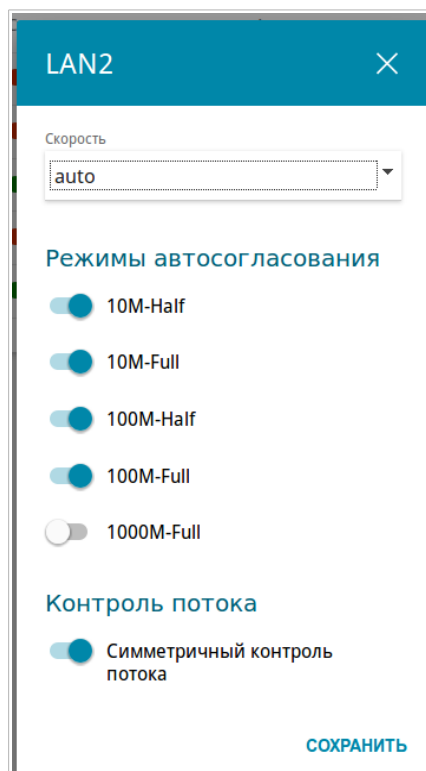 LAN2
Скорость
auto
Режимы автосогласования
10M-Half
10M-Full
100M-Half
100M-Full
1000M-Full
Контроль потока
Симметричный контроль
потока
СОХРАНИТЬ